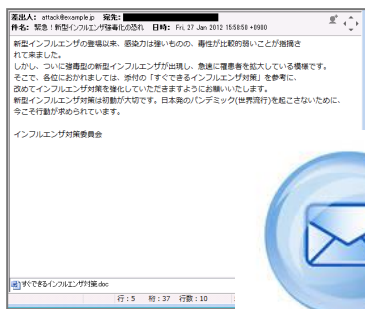 差出人： attack@example.jp 宛先：
件名： 緊急！新型インフルエンザ強毒化の恐れ 日時： Fri, 27 Jan 2012 15:58:58 +0900
新型インフルエンザの登場以来、感染力は強いものの、毒性が比較的弱いことが指摘さ
れて来ました。
しかし、ついに強毒型の新型インフルエンザが出現し、急速に罹患者を拡大している模様です。
そこで、各位におかれましては、添付の「すぐできるインフルエンザ対策」を参考に、
改めてインフルエンザ対策を強化していただきますようにお願いいたします。
新型インフルエンザ対策は初動が大切です。日本発のパンデミック(世界流行)を起こさないために、
今こそ行動が求められています。
インフルエンザ対策委員会
すぐできるインフルエンザ対策.doc
行：5 桁：37 行数：10